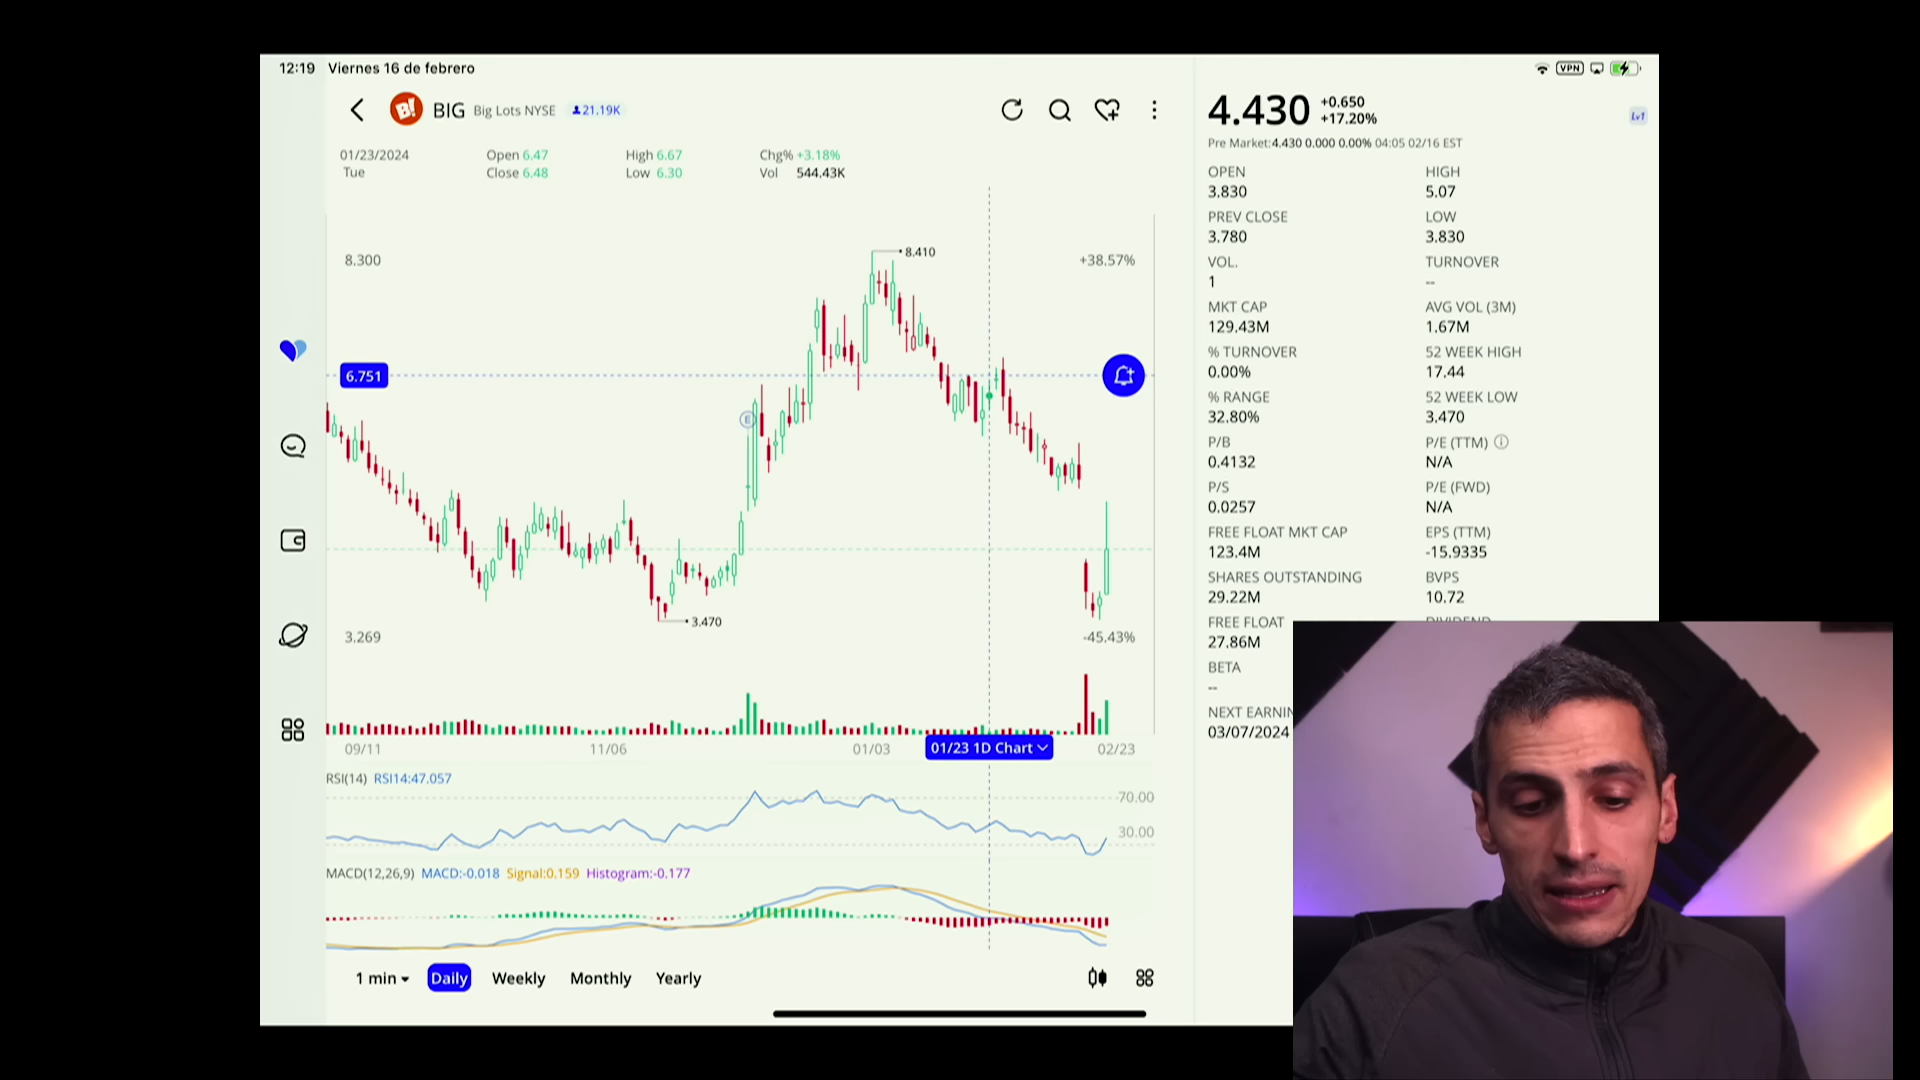 12:19 Viernes 16 de febrero
VPN
B! BIG Big Lots NYSE 21.19K
01/23/2024 Open 6.47 High 6.67 Chg% +3.18%
Tue Close 6.48 Low 6.30 Vol 544.43K
8.410
8.300 +38.57%
6.751
E
3.470
3.269 -45.43%
09/11 11/06 01/03 01/23 1D Chart 02/23
RSI(14) RSI14:47.057
70.00
30.00
MACD(12,26,9) MACD:-0.018 Signal:0.159 Histogram:-0.177
1 min Daily Weekly Monthly Yearly
4.430 +0.650
+17.20%
Lv1
Pre Market:4.430 0.000 0.00% 04:05 02/16 EST
OPEN HIGH
3.830 5.07
PREV CLOSE LOW
3.780 3.830
VOL. TURNOVER
1 --
MKT CAP AVG VOL (3M)
129.43M 1.67M
% TURNOVER 52 WEEK HIGH
0.00% 17.44
% RANGE 52 WEEK LOW
32.80% 3.470
P/B P/E (TTM)
0.4132 N/A
P/S P/E (FWD)
0.0257 N/A
FREE FLOAT MKT CAP EPS (TTM)
123.4M -15.9335
SHARES OUTSTANDING BVPS
29.22M 10.72
FREE FLOAT DIVIDEND
27.86M
BETA
--
NEXT EARNIN
03/07/2024